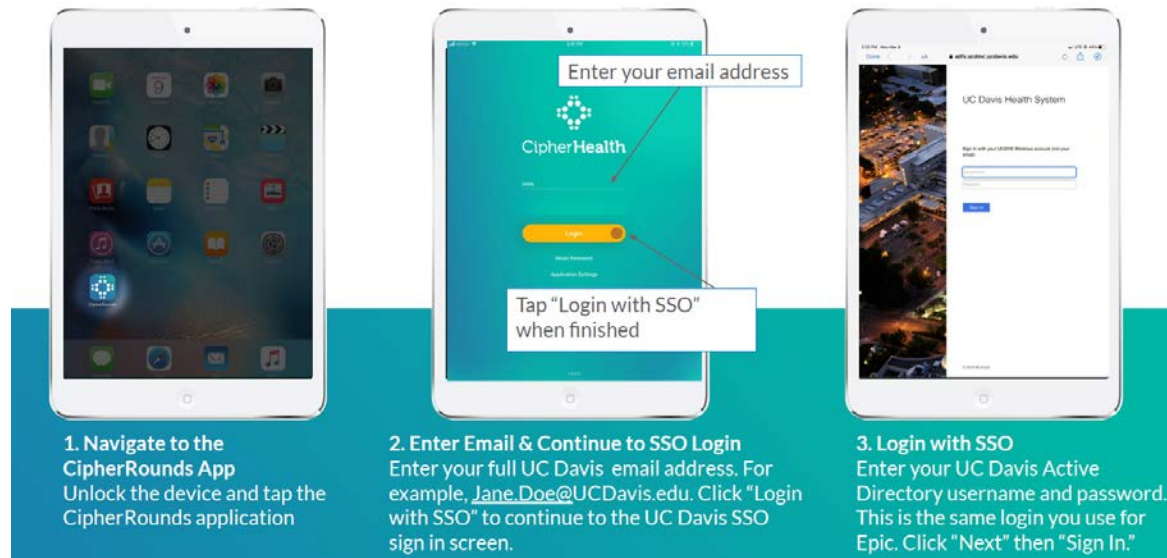 Enter your email address
CipherHealth
Login
Reset Password
Application Settings
Tap “Login with SSO”
when finished
UC Davis Health System
Sign in
1. Navigate to the
CipherRounds App
Unlock the device and tap the
CipherRounds application
2. Enter Email & Continue to SSO Login
Enter your full UC Davis email address. For
example, Jane.Doe@UCDavis.edu. Click “Login
with SSO” to continue to the UC Davis SSO
sign in screen.
3. Login with SSO
Enter your UC Davis Active
Directory username and password.
This is the same login you use for
Epic. Click “Next” then “Sign In.”